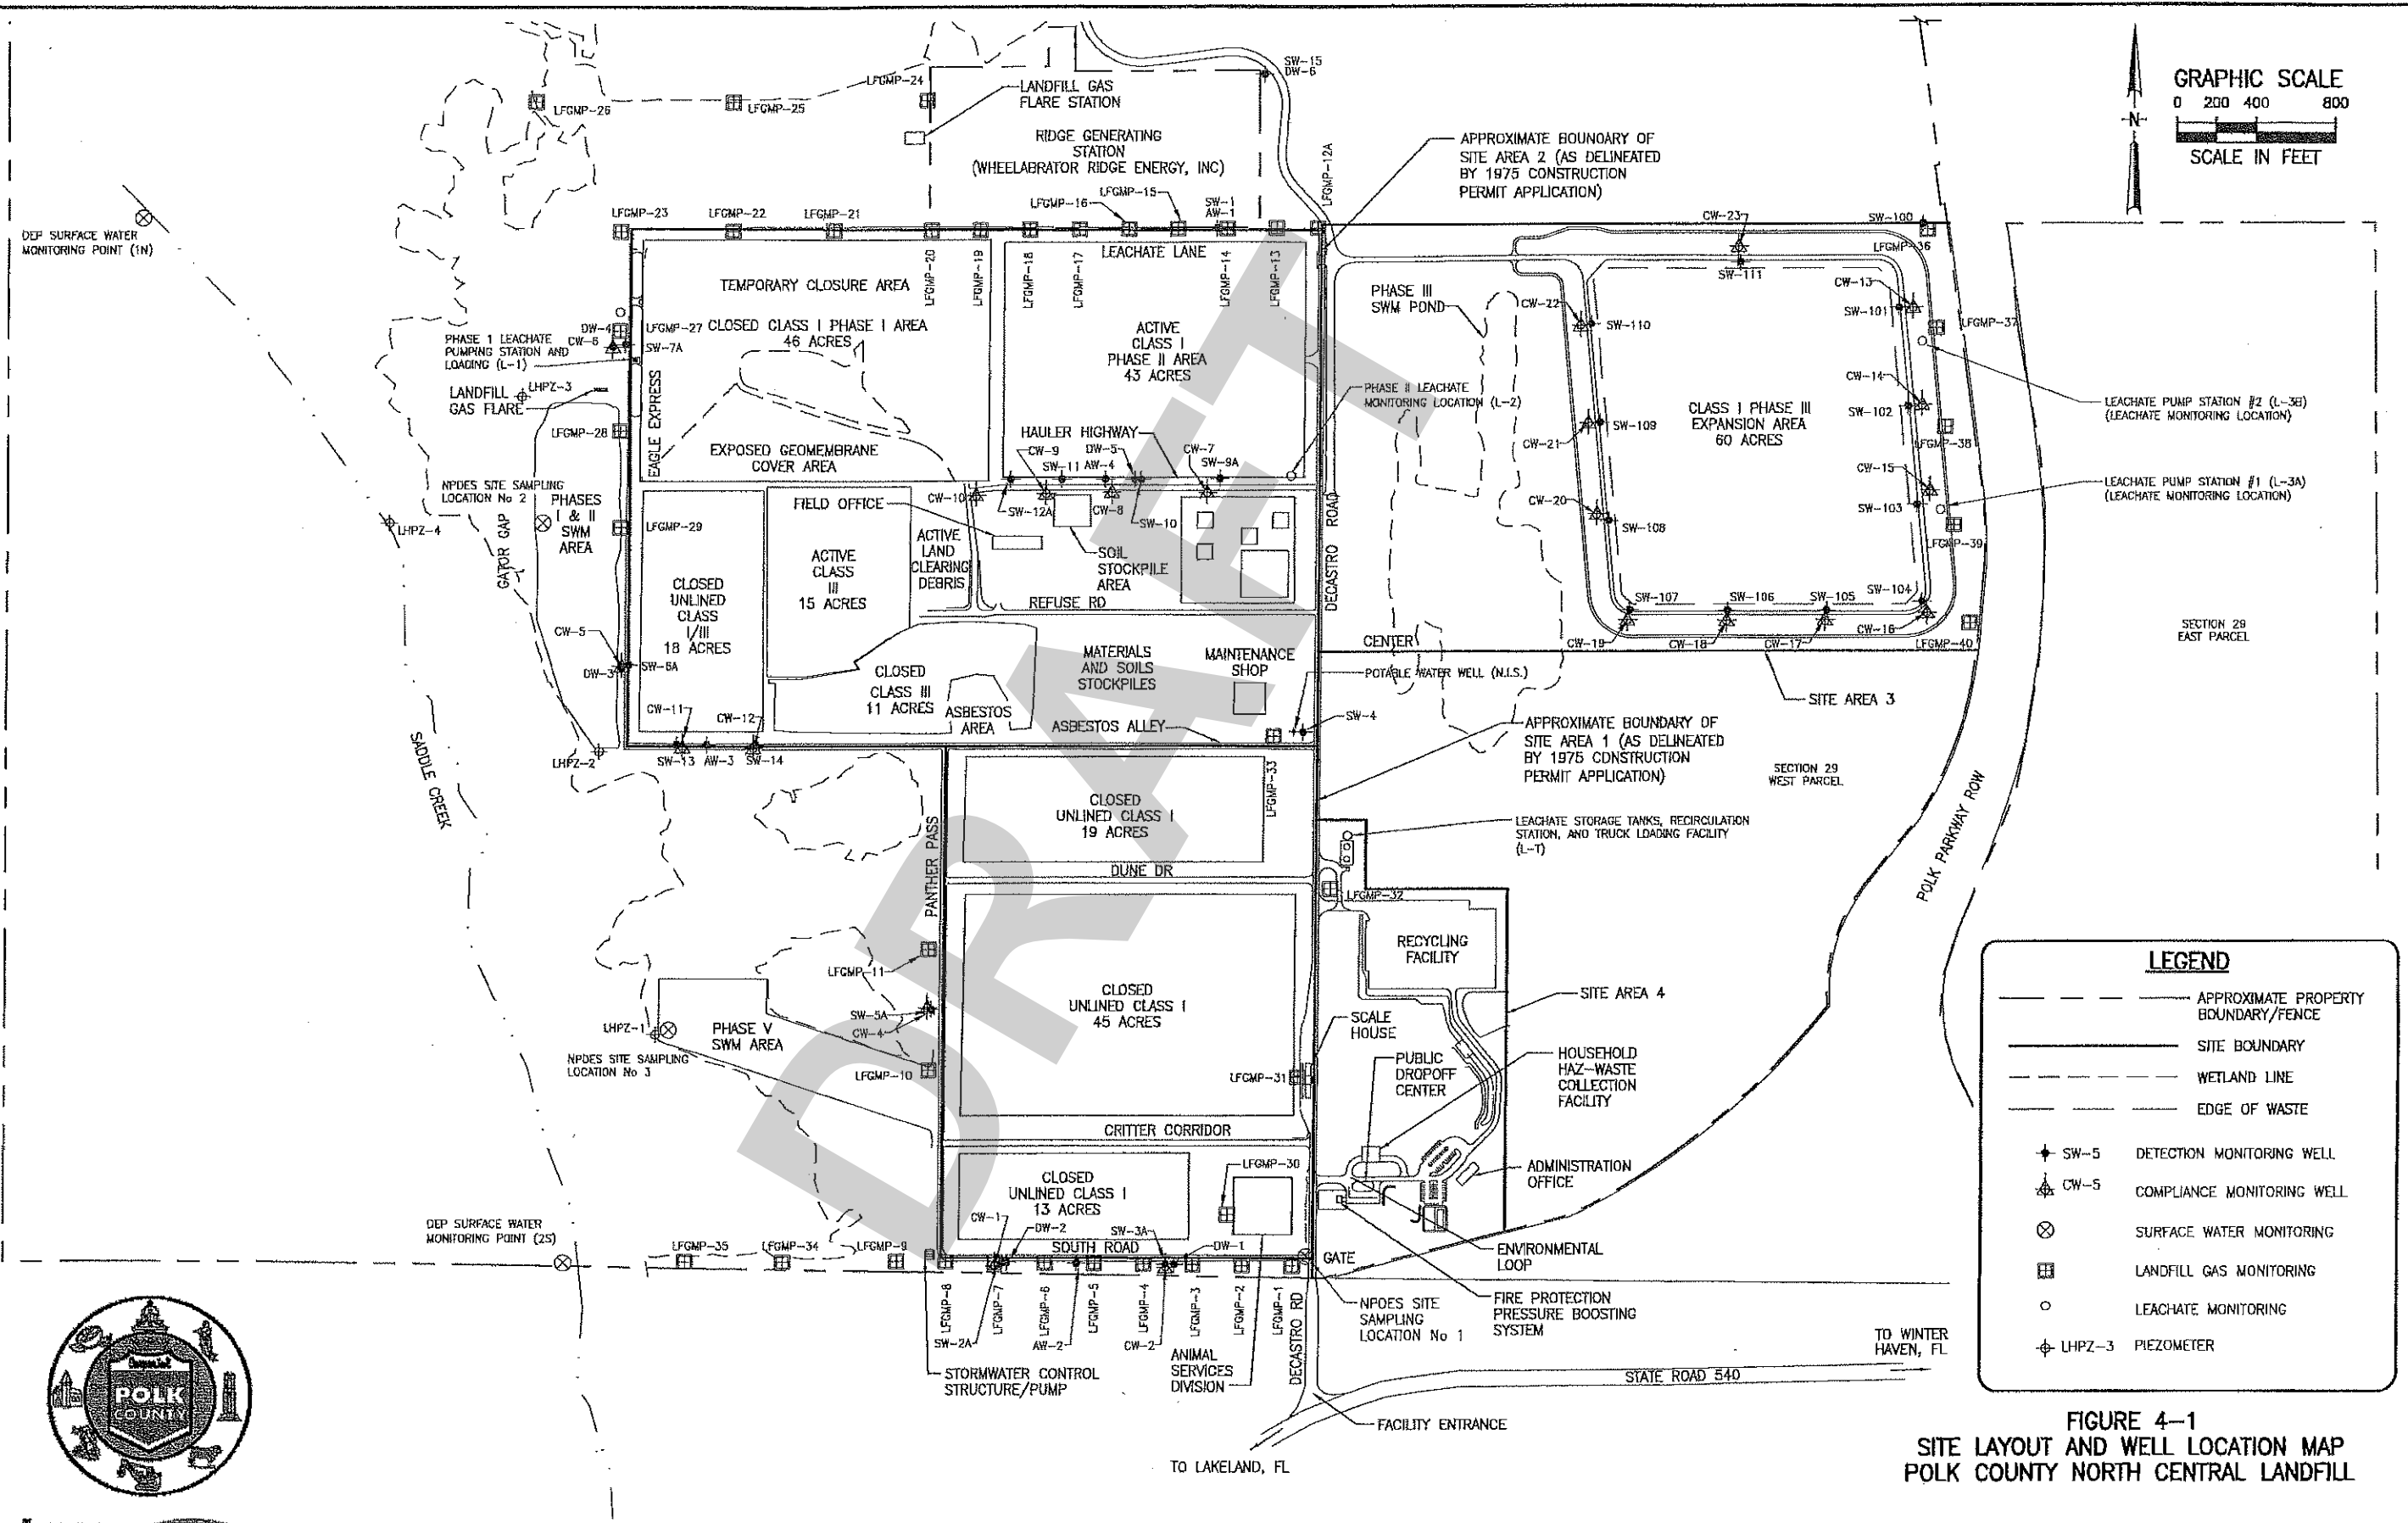 SW-15
DW-6
LFGMP-24
LFGMP-25
LFGMP-26
LANDFILL GAS
FLARE STATION
RIDGE GENERATING
STATION
(WHEELABRATOR RIDGE ENERGY, INC)
LFGMP-15
LFGMP-16
SW-1
AW-1
LFGMP-12A
APPROXIMATE BOUNDARY OF
SITE AREA 2 (AS DELINEATED
BY 1975 CONSTRUCTION
PERMIT APPLICATION)
N
GRAPHIC SCALE
0 200 400 800
SCALE IN FEET
DEP SURFACE WATER
MONITORING POINT (1N)
LFGMP-23
LFGMP-22
LFGMP-21
LFGMP-20
LFGMP-19
LFGMP-18
LFGMP-17
LFGMP-14
LFGMP-13
LEACHATE LANE
CW-23
SW-100
LFGMP-36
SW-111
CW-13
SW-101
LFGMP-37
TEMPORARY CLOSURE AREA
CLOSED CLASS I PHASE I AREA
46 ACRES
ACTIVE
CLASS I
PHASE II AREA
43 ACRES
PHASE III
SWM POND
CW-22
SW-110
DW-4
LFGMP-27
CW-6
SW-7A
PHASE 1 LEACHATE
PUMPING STATION AND
LOADING (L-1)
LANDFILL
GAS FLARE
LHPZ-3
LFGMP-28
EAGLE EXPRESS
EXPOSED GEOMEMBRANE
COVER AREA
PHASE II LEACHATE
MONITORING LOCATION (L-2)
CLASS I PHASE III
EXPANSION AREA
60 ACRES
CW-14
SW-102
LFGMP-38
LEACHATE PUMP STATION #2 (L-3B)
(LEACHATE MONITORING LOCATION)
CW-21
SW-109
HAULER HIGHWAY
CW-9
DW-5
SW-11
AW-4
CW-7
SW-9A
CW-15
SW-103
LFGMP-39
LEACHATE PUMP STATION #1 (L-3A)
(LEACHATE MONITORING LOCATION)
NPDES SITE SAMPLING
LOCATION No 2
PHASES
I & II
SWM
AREA
LHPZ-4
GATOR GAP
LFGMP-29
FIELD OFFICE
CW-10
SW-12A
CW-8
SW-10
CW-20
SW-108
DECASTRO ROAD
CLOSED
UNLINED
CLASS
I/III
18 ACRES
ACTIVE
CLASS
III
15 ACRES
ACTIVE
LAND
CLEARING
DEBRIS
SOIL
STOCKPILE
AREA
REFUSE RD
SW-107
SW-106
SW-105
SW-104
CW-19
CW-18
CW-17
CW-16
LFGMP-40
SECTION 29
EAST PARCEL
CENTER
CW-5
DW-3
SW-6A
CLOSED
CLASS III
11 ACRES
ASBESTOS
AREA
MATERIALS
AND SOILS
STOCKPILES
MAINTENANCE
SHOP
POTABLE WATER WELL (N.I.S.)
SITE AREA 3
CW-11
CW-12
ASBESTOS ALLEY
SW-4
APPROXIMATE BOUNDARY OF
SITE AREA 1 (AS DELINEATED
BY 1975 CONSTRUCTION
PERMIT APPLICATION)
SECTION 29
WEST PARCEL
LHPZ-2
SW-13
AW-3
SW-14
SADDLE CREEK
PANTHER PASS
CLOSED
UNLINED CLASS I
19 ACRES
LFGMP-33
DUNE DR
LEACHATE STORAGE TANKS, RECIRCULATION
STATION, AND TRUCK LOADING FACILITY
(L-T)
POLK PARKWAY ROW
LFGMP-32
RECYCLING
FACILITY
LFGMP-11
SW-5A
CW-4
LFGMP-10
CLOSED
UNLINED CLASS I
45 ACRES
SITE AREA 4
SCALE
HOUSE
LHPZ-1
PHASE V
SWM AREA
NPDES SITE SAMPLING
LOCATION No 3
LFGMP-31
PUBLIC
DROPOFF
CENTER
HOUSEHOLD
HAZ-WASTE
COLLECTION
FACILITY
CRITTER CORRIDOR
CLOSED
UNLINED CLASS I
13 ACRES
LFGMP-30
ADMINISTRATION
OFFICE
DEP SURFACE WATER
MONITORING POINT (2S)
LFGMP-35
LFGMP-34
LFGMP-9
CW-1
DW-2
SW-3A
DW-1
SOUTH ROAD
GATE
ENVIRONMENTAL
LOOP
LFGMP-8
LFGMP-7
LFGMP-6
LFGMP-5
LFGMP-4
LFGMP-3
LFGMP-2
LFGMP-1
SW-2A
AW-2
CW-2
DECASTRO RD
NPDES SITE
SAMPLING
LOCATION No 1
FIRE PROTECTION
PRESSURE BOOSTING
SYSTEM
STORMWATER CONTROL
STRUCTURE/PUMP
ANIMAL
SERVICES
DIVISION
TO WINTER
HAVEN, FL
STATE ROAD 540
FACILITY ENTRANCE
TO LAKELAND, FL
DRAFT
LEGEND
APPROXIMATE PROPERTY
BOUNDARY/FENCE
SITE BOUNDARY
WETLAND LINE
EDGE OF WASTE
SW-5 DETECTION MONITORING WELL
CW-5 COMPLIANCE MONITORING WELL
SURFACE WATER MONITORING
LANDFILL GAS MONITORING
LEACHATE MONITORING
LHPZ-3 PIEZOMETER
POLK
COUNTY
FIGURE 4-1
SITE LAYOUT AND WELL LOCATION MAP
POLK COUNTY NORTH CENTRAL LANDFILL